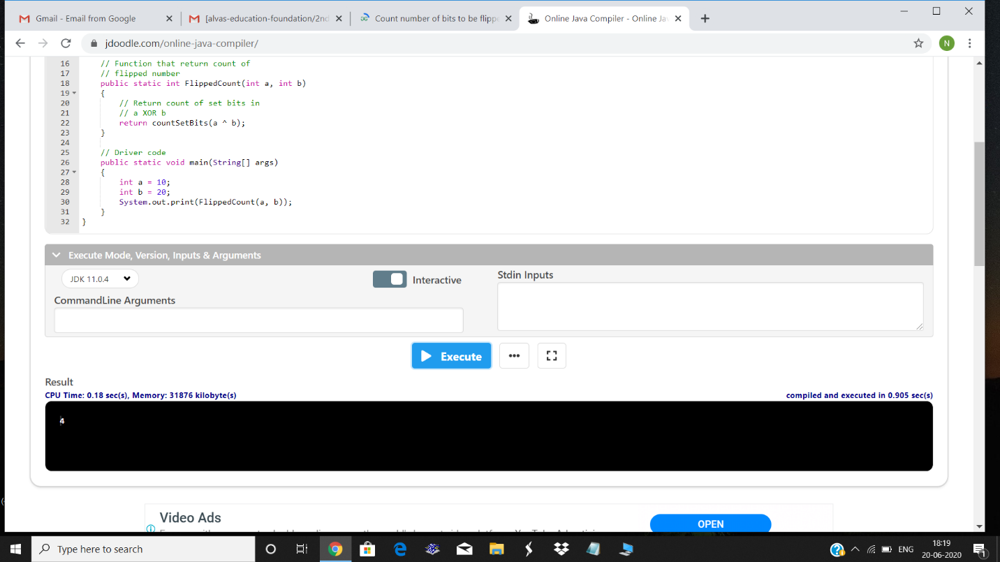 Gmail - Email from Google
[alvas-education-foundation/2nd
Count number of bits to be flippe
Online Java Compiler - Online Jav
jdoodle.com/online-java-compiler/
N
16 // Function that return count of
17 // flipped number
18 public static int FlippedCount(int a, int b)
19 {
20 // Return count of set bits in
21 // a XOR b
22 return countSetBits(a ^ b);
23 }
24
25 // Driver code
26 public static void main(String[] args)
27 {
28 int a = 10;
29 int b = 20;
30 System.out.print(FlippedCount(a, b));
31 }
32 }
Execute Mode, Version, Inputs & Arguments
JDK 11.0.4
Interactive
Stdin Inputs
CommandLine Arguments
Execute
Result
CPU Time: 0.18 sec(s), Memory: 31876 kilobyte(s)
compiled and executed in 0.905 sec(s)
4
Video Ads
OPEN
Type here to search
ENG
18:19
20-06-2020
1